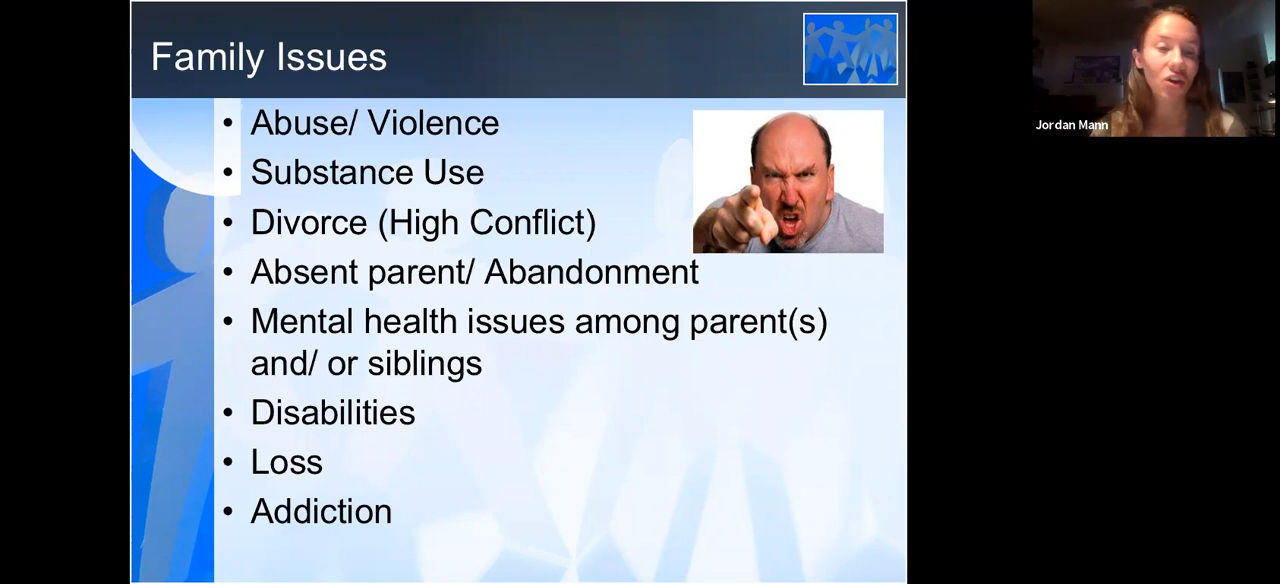 Family Issues
• Abuse/ Violence
• Substance Use
• Divorce (High Conflict)
• Absent parent/ Abandonment
• Mental health issues among parent(s)
and/ or siblings
• Disabilities
• Loss
• Addiction
Jordan Mann